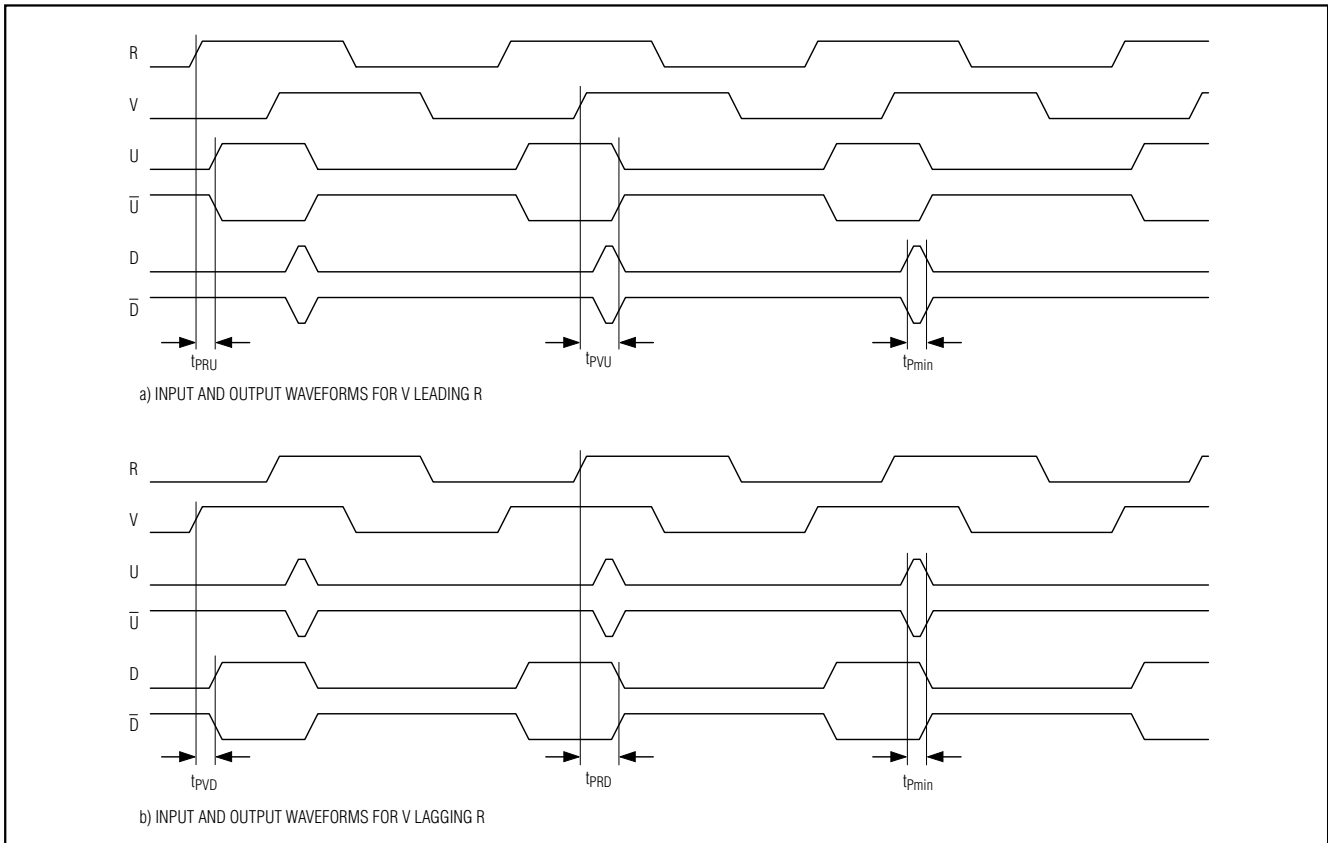 R
V
U
U̅
D
D̅
tPRU
tPVU
tPmin
a) INPUT AND OUTPUT WAVEFORMS FOR V LEADING R
R
V
U
U̅
D
D̅
tPVD
tPRD
tPmin
b) INPUT AND OUTPUT WAVEFORMS FOR V LAGGING R